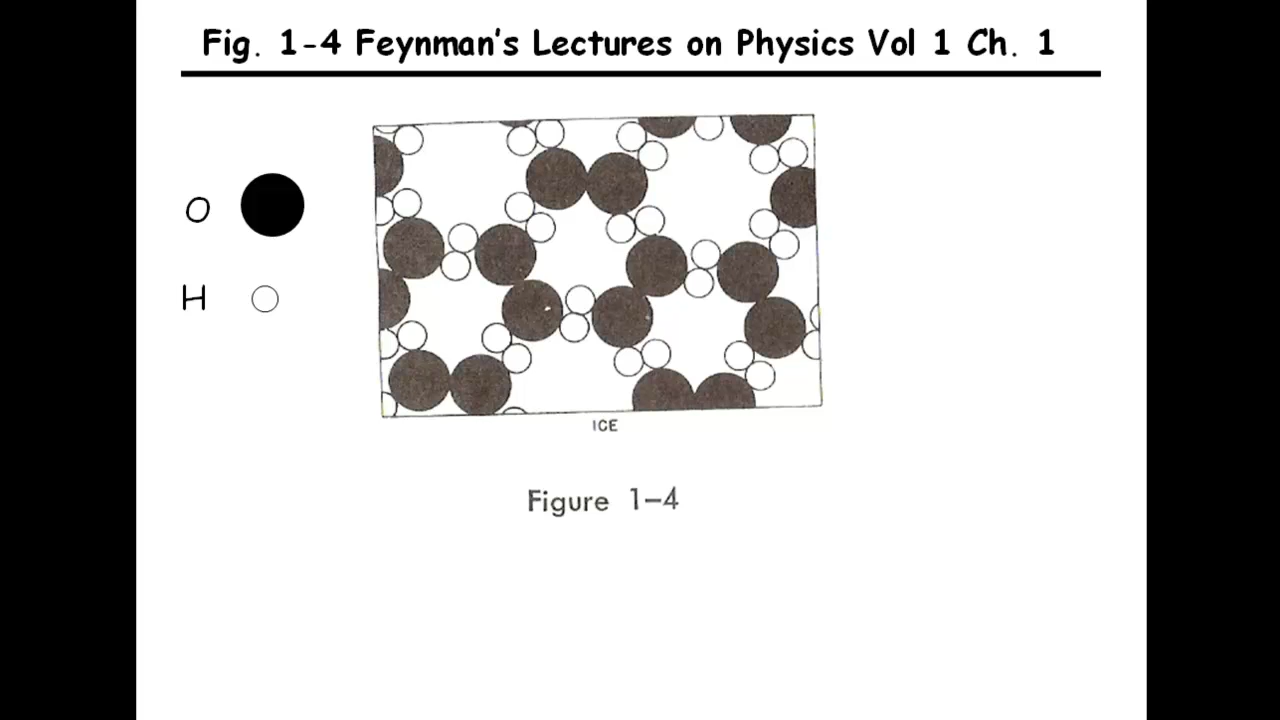 Fig. 1-4 Feynman's Lectures on Physics Vol 1 Ch. 1
O
H
ICE
Figure 1-4